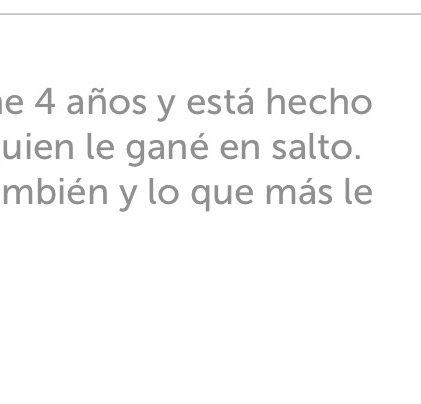 ne 4 años y está hecho
uien le gané en salto.
mbién y lo que más le